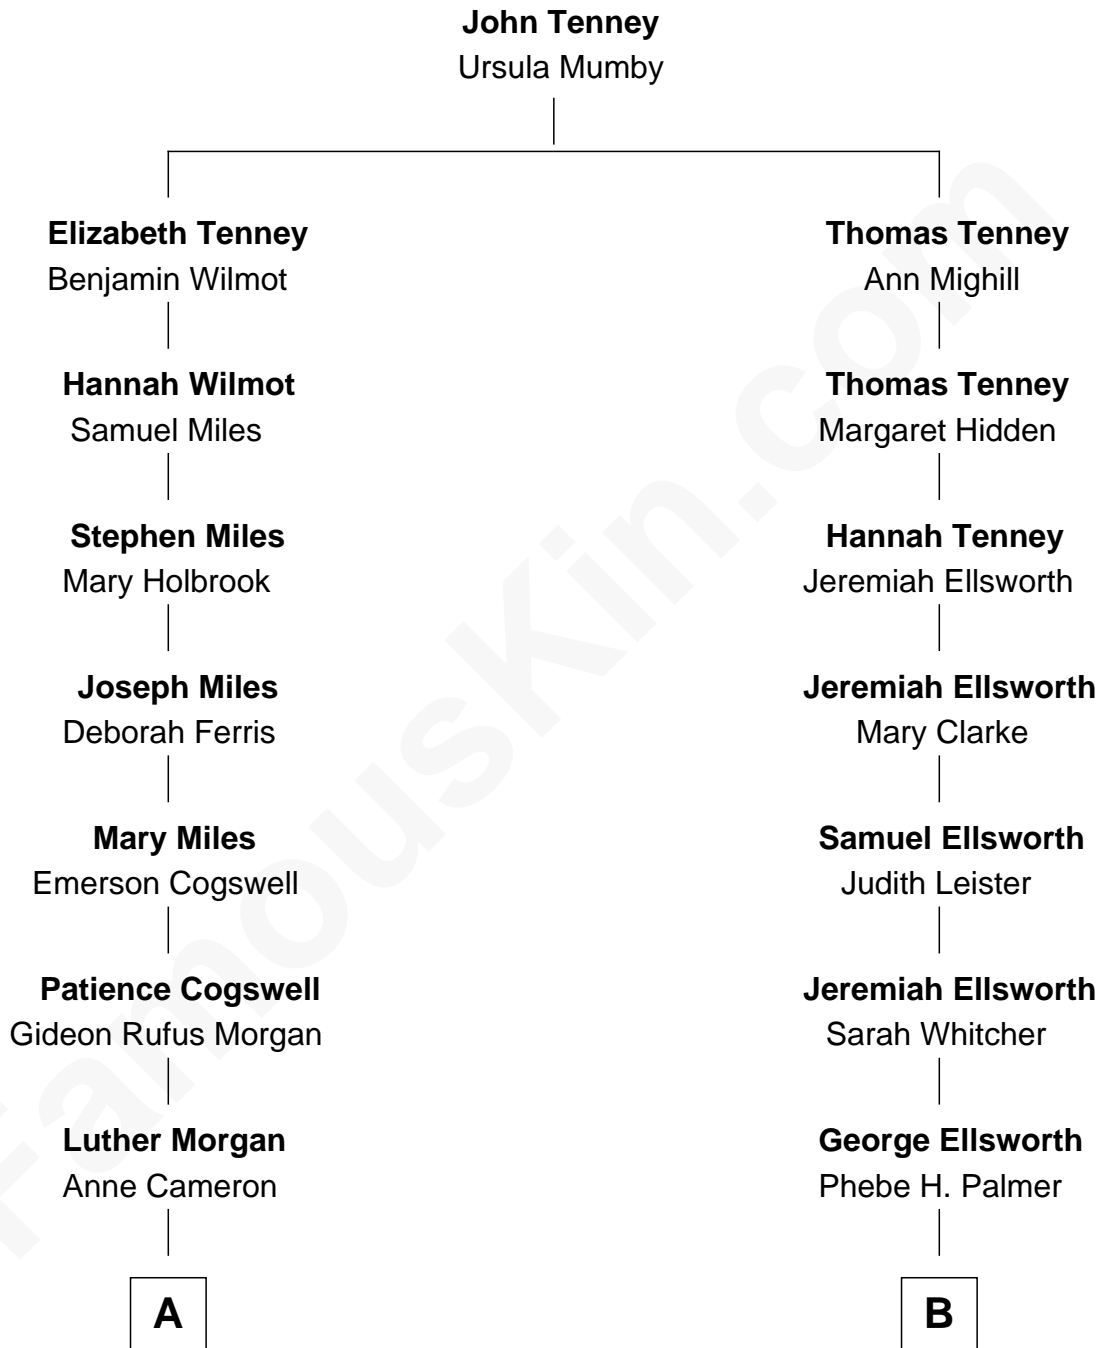 John Tenney
Ursula Mumby
Elizabeth Tenney
Benjamin Wilmot
Thomas Tenney
Ann Mighill
Hannah Wilmot
Samuel Miles
Thomas Tenney
Margaret Hidden
Stephen Miles
Mary Holbrook
Hannah Tenney
Jeremiah Ellsworth
Joseph Miles
Deborah Ferris
Jeremiah Ellsworth
Mary Clarke
Mary Miles
Emerson Cogswell
Samuel Ellsworth
Judith Leister
Patience Cogswell
Gideon Rufus Morgan
Jeremiah Ellsworth
Sarah Whitcher
Luther Morgan
Anne Cameron
George Ellsworth
Phebe H. Palmer
A
B
FamousKin.com